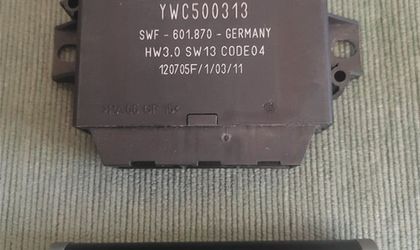 YWC500313
SWF - 601.870 - GERMANY
HW3.0 SW13 CODE04
120705F/1/03/11